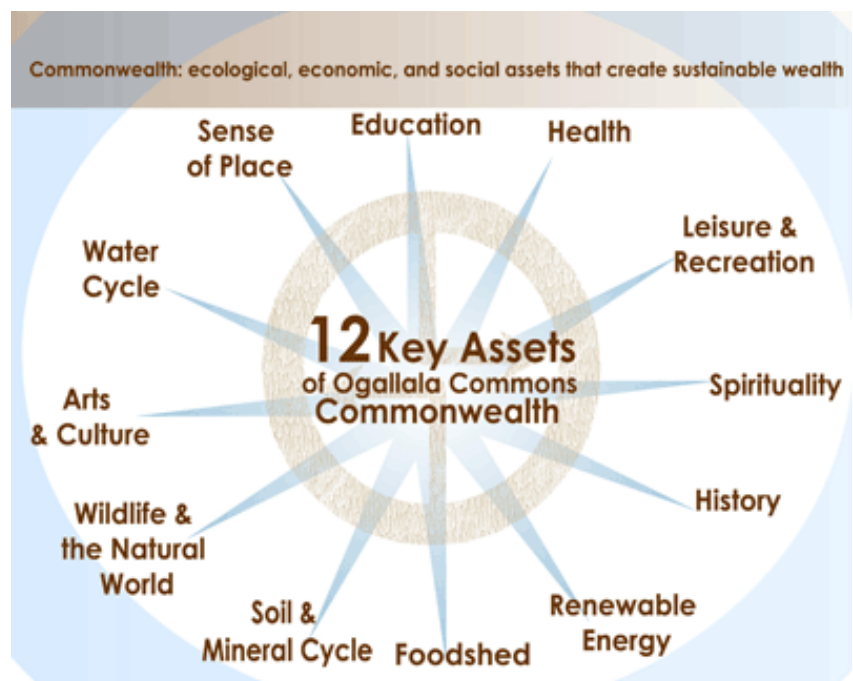 Commonwealth: ecological, economic, and social assets that create sustainable wealth
Education
Sense
of Place
Health
Leisure &
Recreation
Water
Cycle
12 Key Assets
of Ogallala Commons
Commonwealth
Spirituality
Arts
& Culture
History
Wildlife &
the Natural
World
Renewable
Energy
Soil &
Mineral Cycle
Foodshed